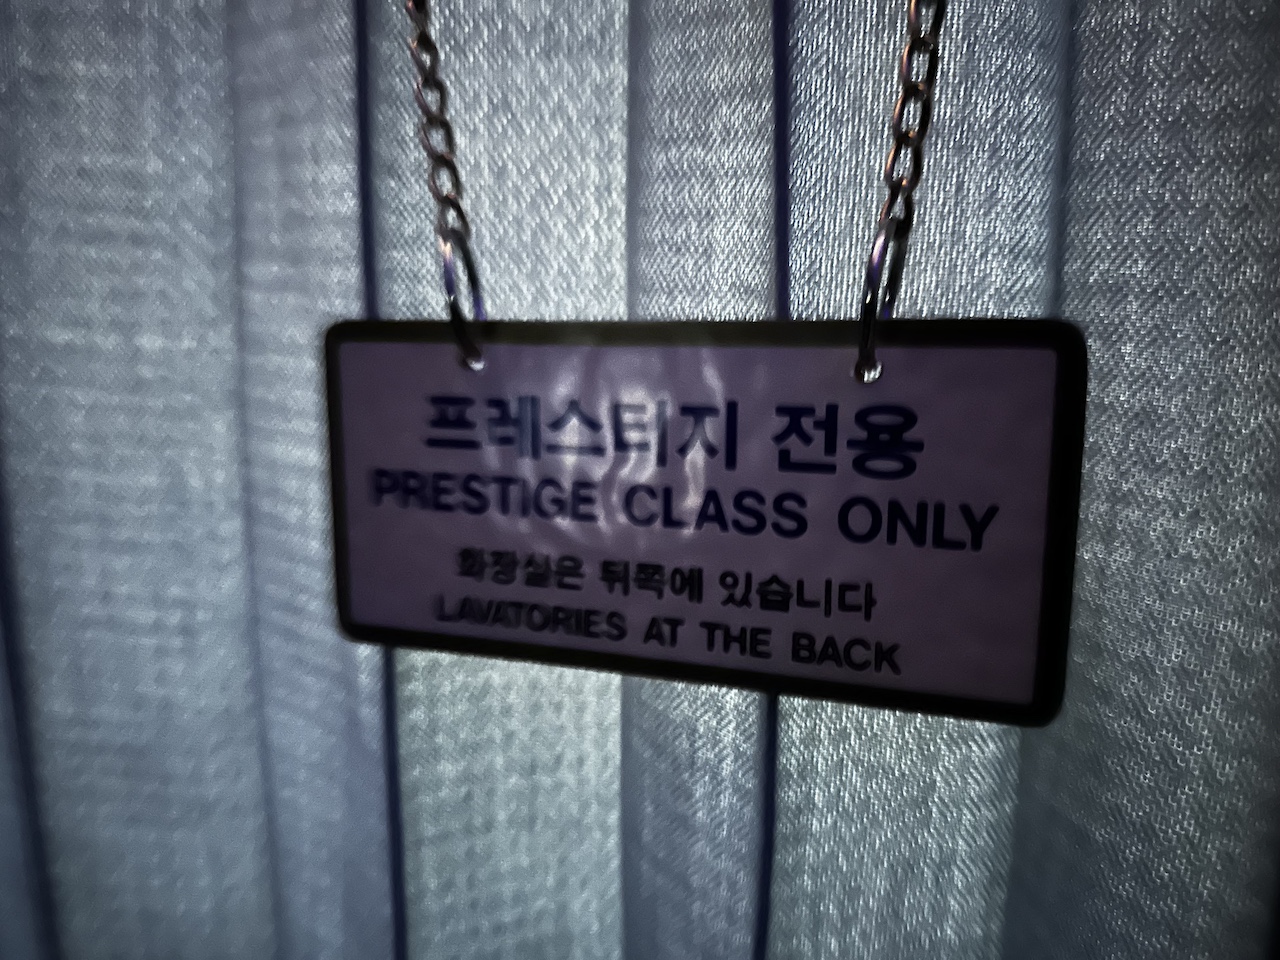 프레스티지 전용
PRESTIGE CLASS ONLY
화장실은 뒤쪽에 있습니다
LAVATORIES AT THE BACK